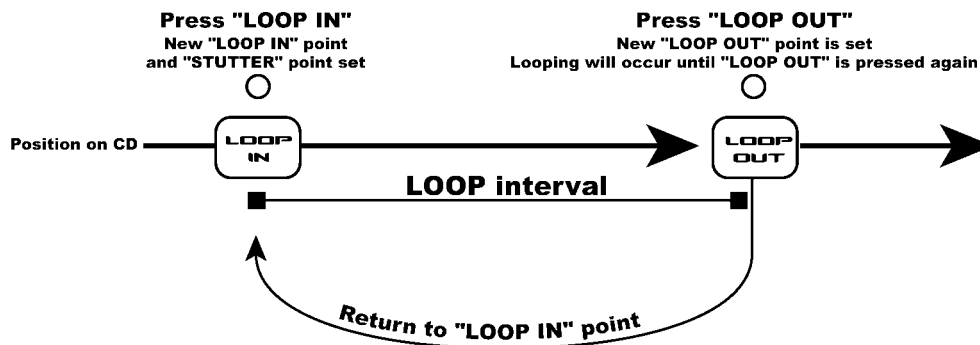 Press "LOOP IN"
New "LOOP IN" point
and "STUTTER" point set
Press "LOOP OUT"
New "LOOP OUT" point is set
Looping will occur until "LOOP OUT" is pressed again
Position on CD
LOOP
IN
LOOP
OUT
LOOP interval
Return to "LOOP IN" point